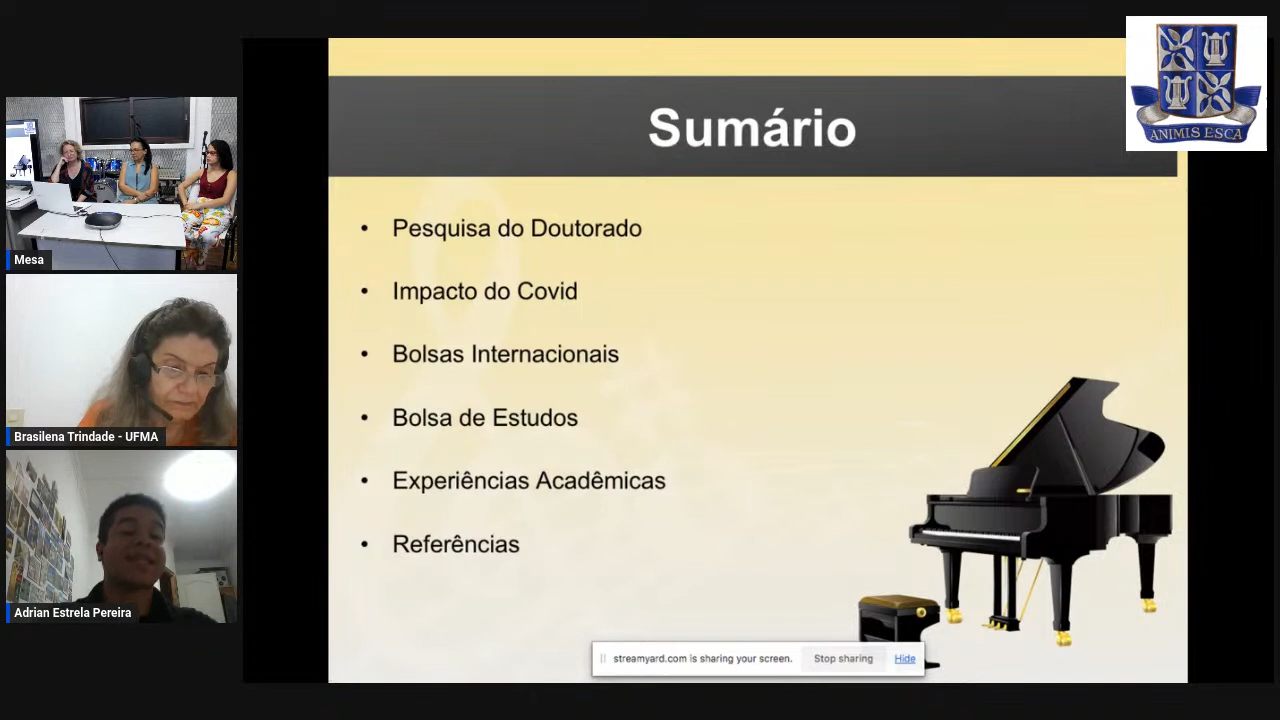 Sumário
ANIMIS ESCA
• Pesquisa do Doutorado
• Impacto do Covid
• Bolsas Internacionais
• Bolsa de Estudos
• Experiências Acadêmicas
• Referências
streamyard.com is sharing your screen. Stop sharing Hide
Mesa
Brasilena Trindade - UFMA
Adrian Estrela Pereira